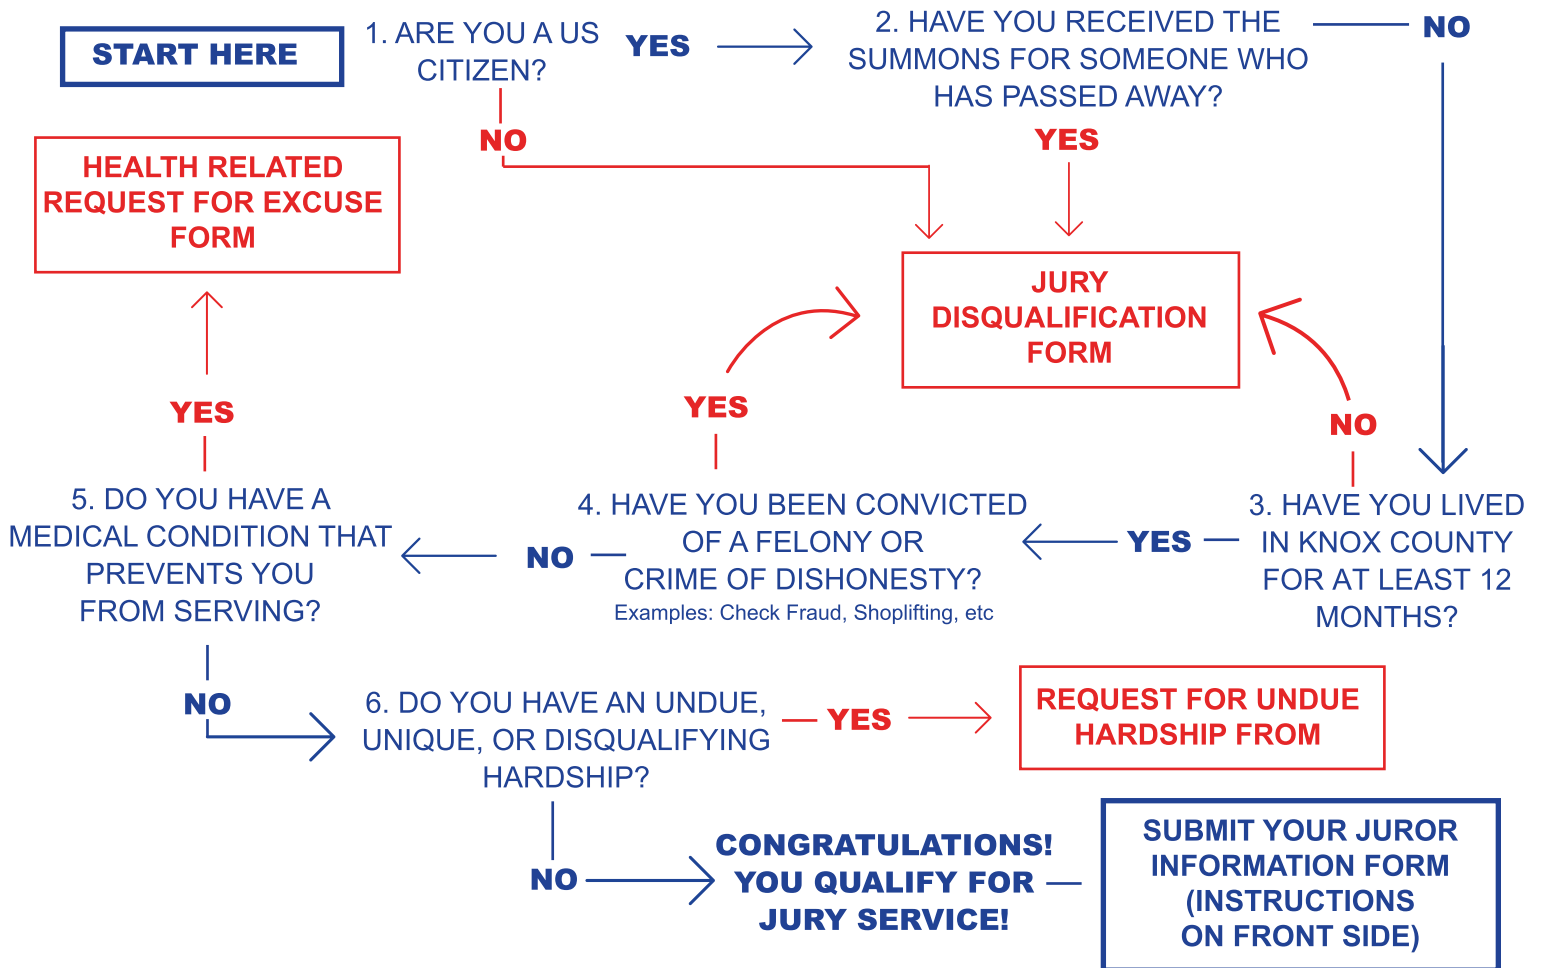 START HERE
1. ARE YOU A US
CITIZEN?
YES
2. HAVE YOU RECEIVED THE
SUMMONS FOR SOMEONE WHO
HAS PASSED AWAY?
NO
NO
YES
HEALTH RELATED
REQUEST FOR EXCUSE
FORM
JURY
DISQUALIFICATION
FORM
YES
YES
NO
5. DO YOU HAVE A
MEDICAL CONDITION THAT
PREVENTS YOU
FROM SERVING?
NO
4. HAVE YOU BEEN CONVICTED
OF A FELONY OR
CRIME OF DISHONESTY?
Examples: Check Fraud, Shoplifting, etc
YES
3. HAVE YOU LIVED
IN KNOX COUNTY
FOR AT LEAST 12
MONTHS?
NO
6. DO YOU HAVE AN UNDUE,
UNIQUE, OR DISQUALIFYING
HARDSHIP?
YES
REQUEST FOR UNDUE
HARDSHIP FROM
NO
CONGRATULATIONS!
YOU QUALIFY FOR
JURY SERVICE!
SUBMIT YOUR JUROR
INFORMATION FORM
(INSTRUCTIONS
ON FRONT SIDE)